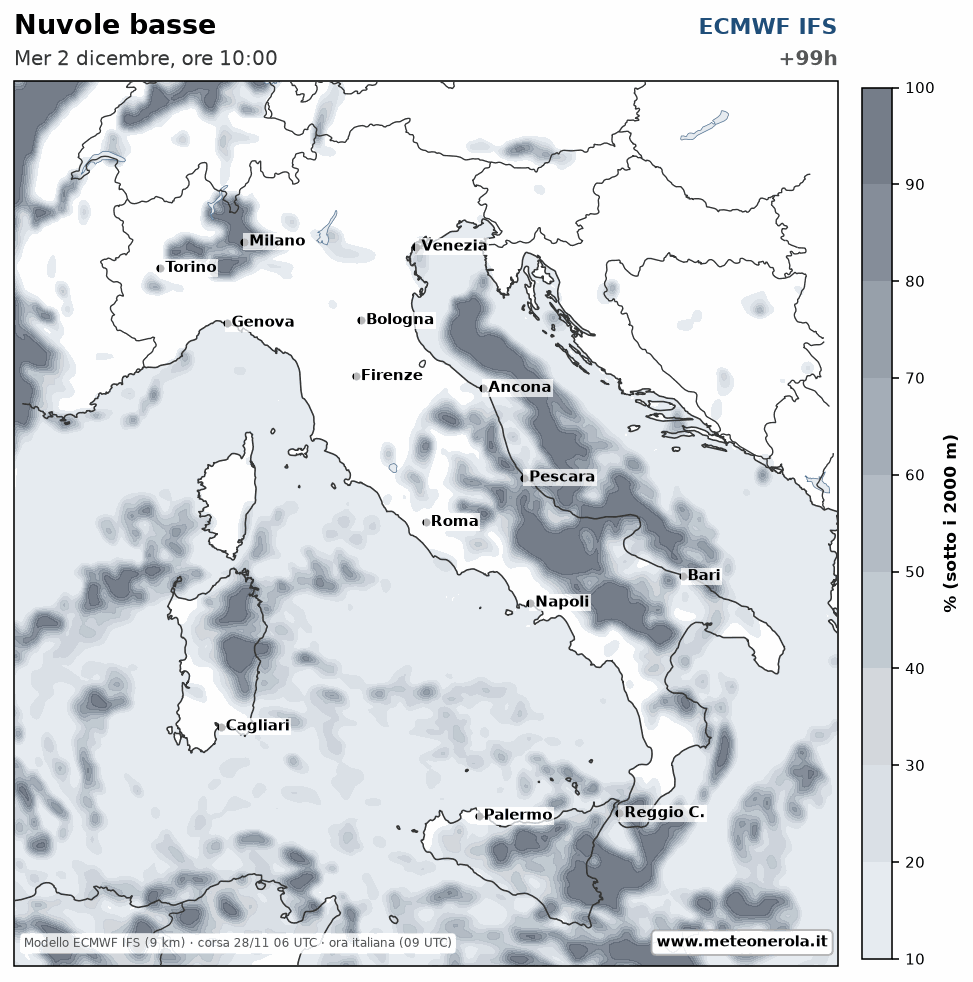 Nuvole basse
ECMWF IFS
Mer 2 dicembre, ore 10:00
+99h
100
90
80
70
60
50
40
30
20
10
% (sotto i 2000 m)
Milano
Venezia
Torino
Genova
Bologna
Firenze
Ancona
Pescara
Roma
Bari
Napoli
Cagliari
Palermo
Reggio C.
Modello ECMWF IFS (9 km) · corsa 28/11 06 UTC · ora italiana (09 UTC)
www.meteonerola.it